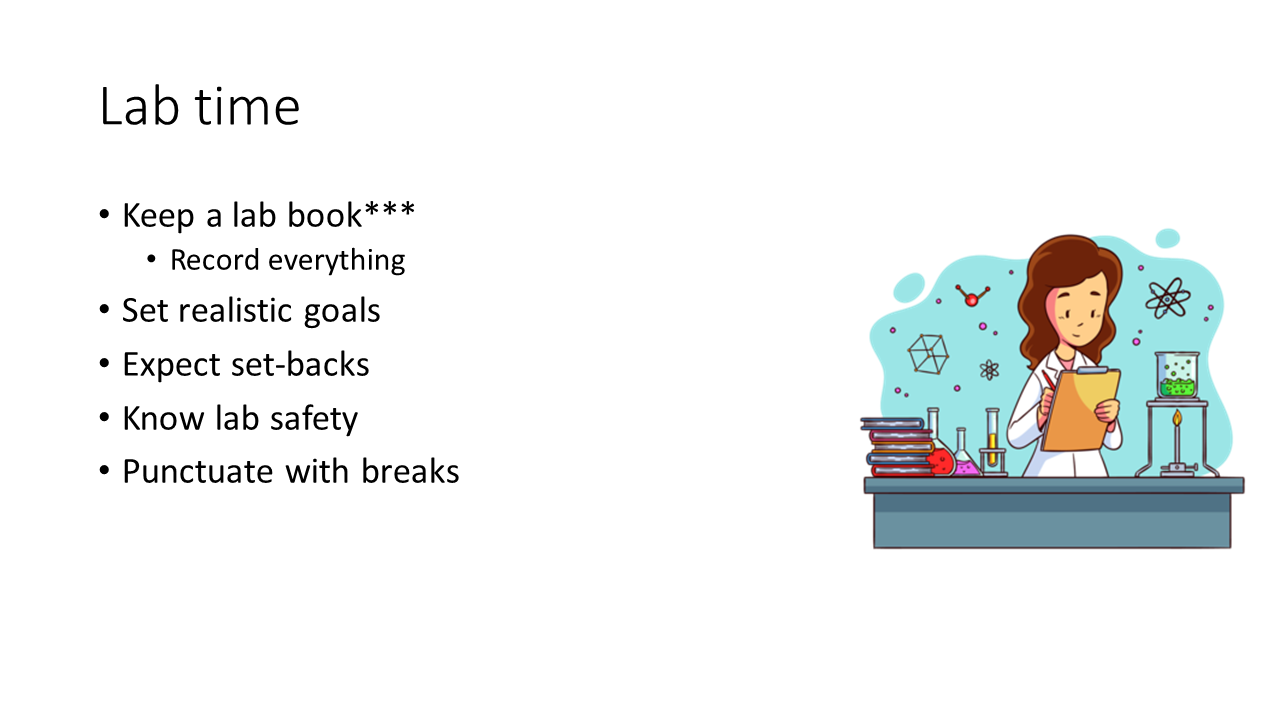 Lab time
• Keep a lab book***
• Record everything
• Set realistic goals
• Expect set-backs
• Know lab safety
• Punctuate with breaks